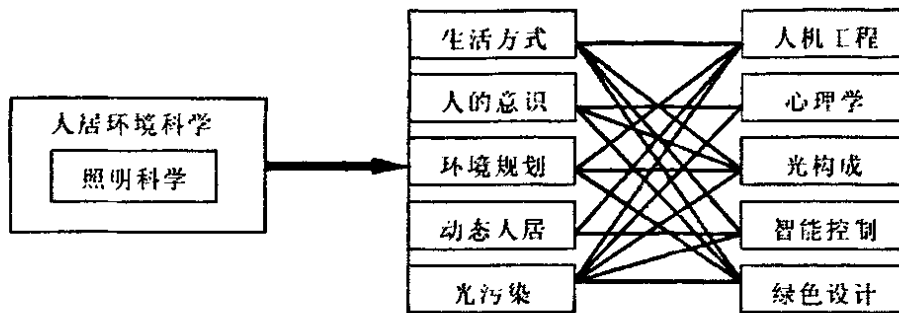 生活方式
人机工程
人的意识
心理学
人居环境科学
照明科学
环境规划
光构成
动态人居
智能控制
光污染
绿色设计